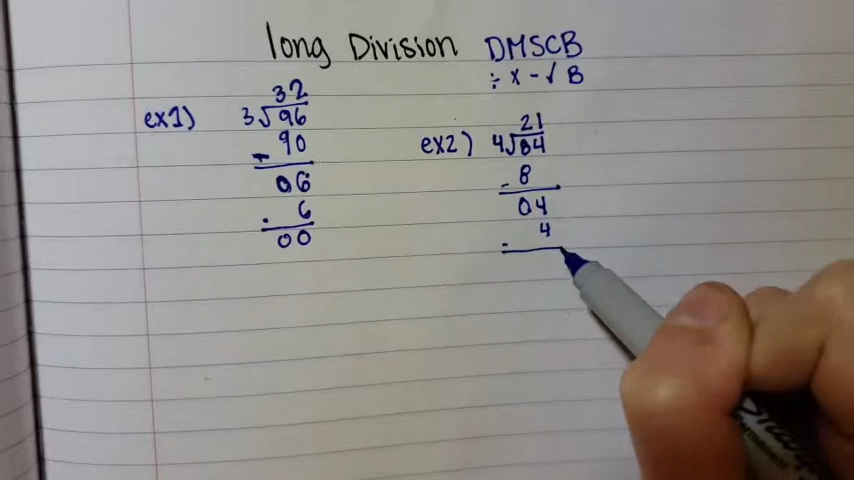 long Division DMSCB
÷ x - √ B
ex1)
32
3√96
- 90
06
- 6
00
ex2)
21
4√84
- 8
04
- 4